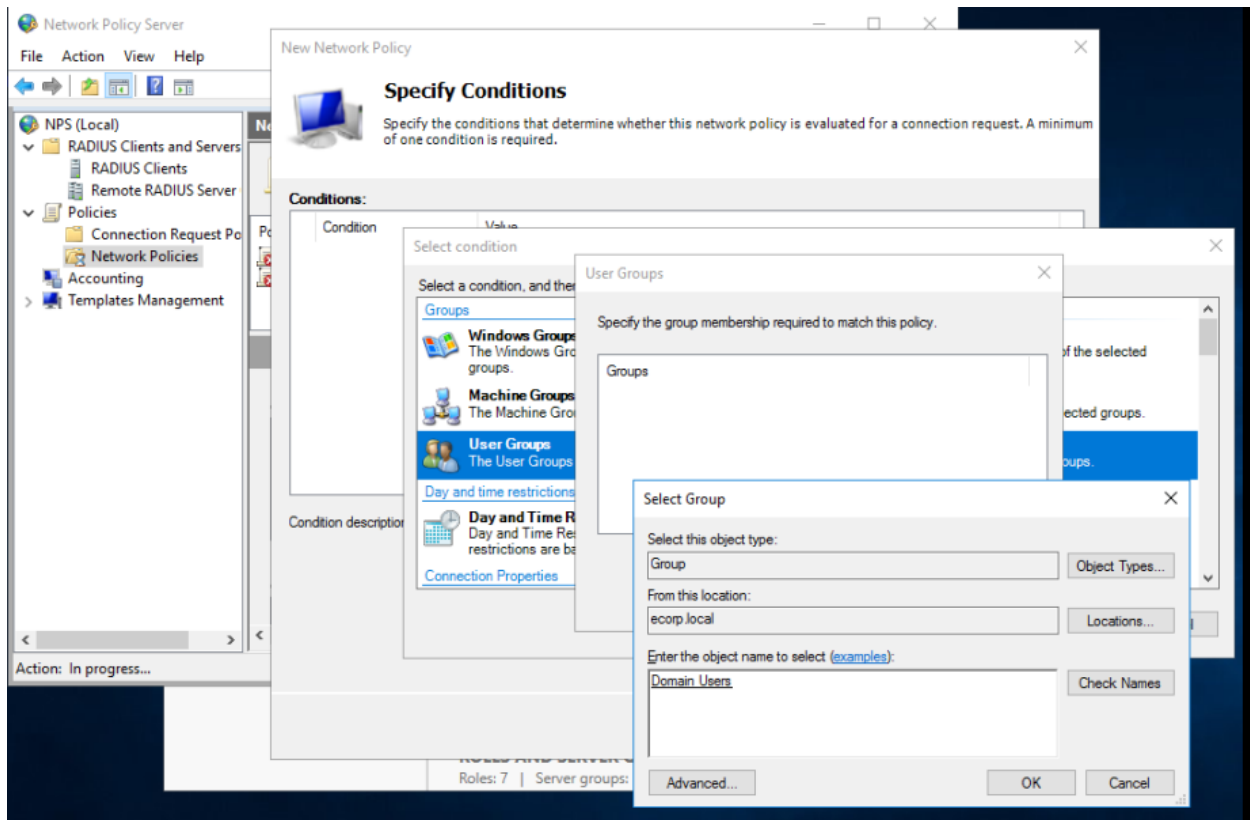 Network Policy Server
File Action View Help
NPS (Local)
RADIUS Clients and Servers
RADIUS Clients
Remote RADIUS Server
Policies
Connection Request Po
Network Policies
Accounting
Templates Management
Action: In progress...
Ne
Po
New Network Policy
Specify Conditions
Specify the conditions that determine whether this network policy is evaluated for a connection request. A minimum
of one condition is required.
Conditions:
Condition Value
Condition description
Select condition
Select a condition, and then
Groups
Windows Groups
The Windows Gro
groups.
of the selected
Machine Groups
The Machine Gro
ected groups.
User Groups
The User Groups
oups.
Day and time restrictions
Day and Time R
Day and Time Res
restrictions are ba
Connection Properties
User Groups
Specify the group membership required to match this policy.
Groups
Select Group
Select this object type:
Group
Object Types...
From this location:
ecorp.local
Locations...
Enter the object name to select (examples):
Domain Users
Check Names
Advanced...
OK
Cancel
Roles: 7 | Server groups: